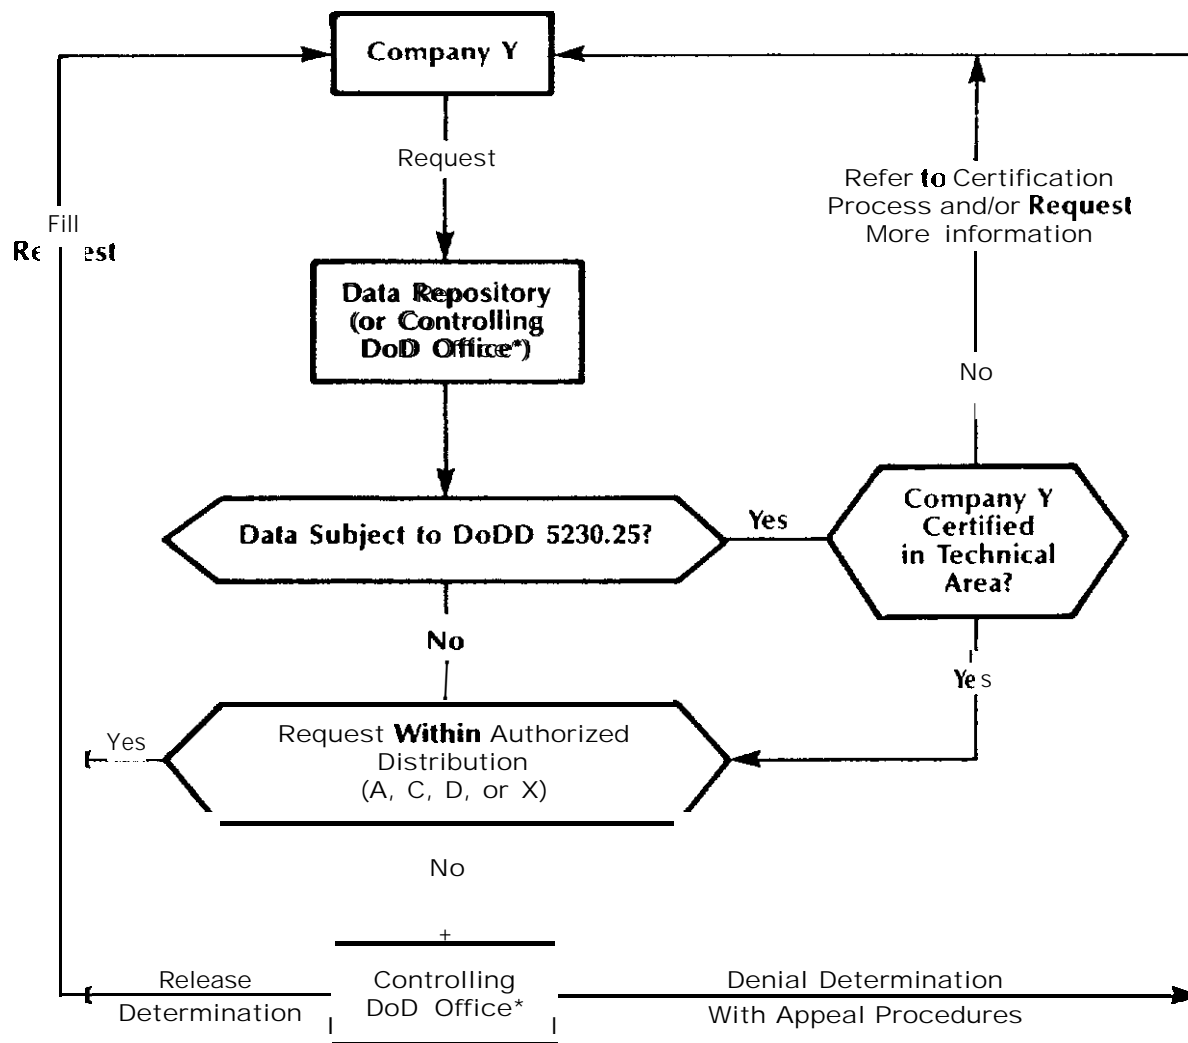 Company Y
Request
Refer to Certification
Process and/or Request
More information
Fill
Data Repository
(or Controlling
DoD Office*)
No
Data Subject to DoDD 5230.25?
Yes
Company Y
Certified
in Technical
Area?
No
Yes
Yes
Request Within Authorized
Distribution
(A, C, D, or X)
No
Release
Determination
Controlling
DoD Office*
Denial Determination
With Appeal Procedures